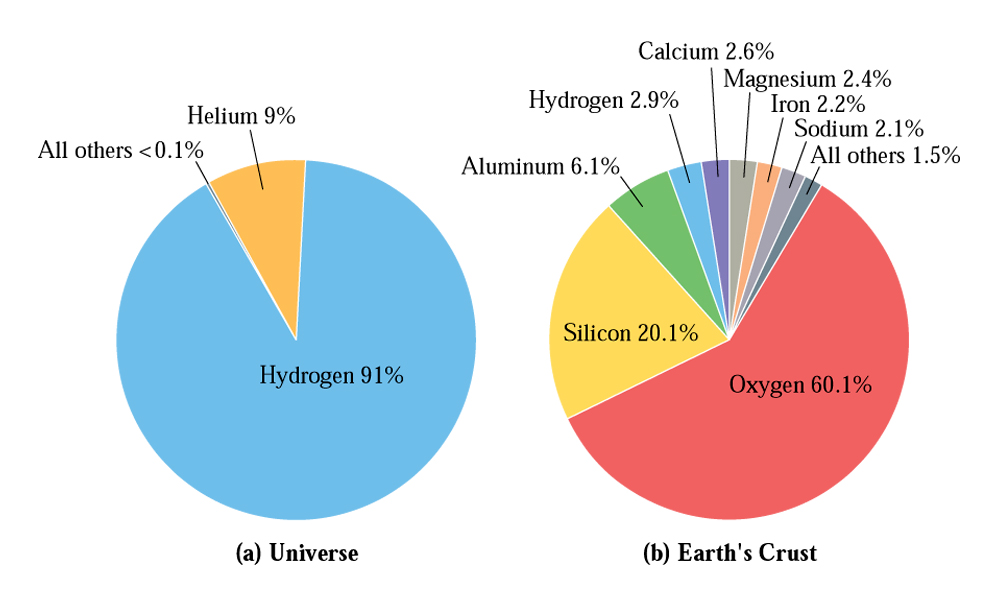 Helium 9%
All others <0.1%
Hydrogen 91%
(a) Universe
Calcium 2.6%
Magnesium 2.4%
Hydrogen 2.9%
Iron 2.2%
Sodium 2.1%
All others 1.5%
Aluminum 6.1%
Silicon 20.1%
Oxygen 60.1%
(b) Earth's Crust